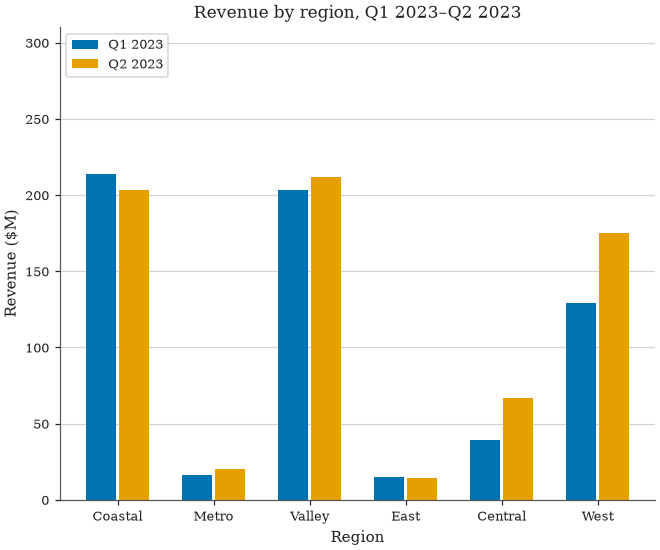 Revenue by region, Q1 2023–Q2 2023
Q1 2023
Q2 2023
Revenue ($M)
300
250
200
150
100
50
0
Coastal
Metro
Valley
East
Central
West
Region